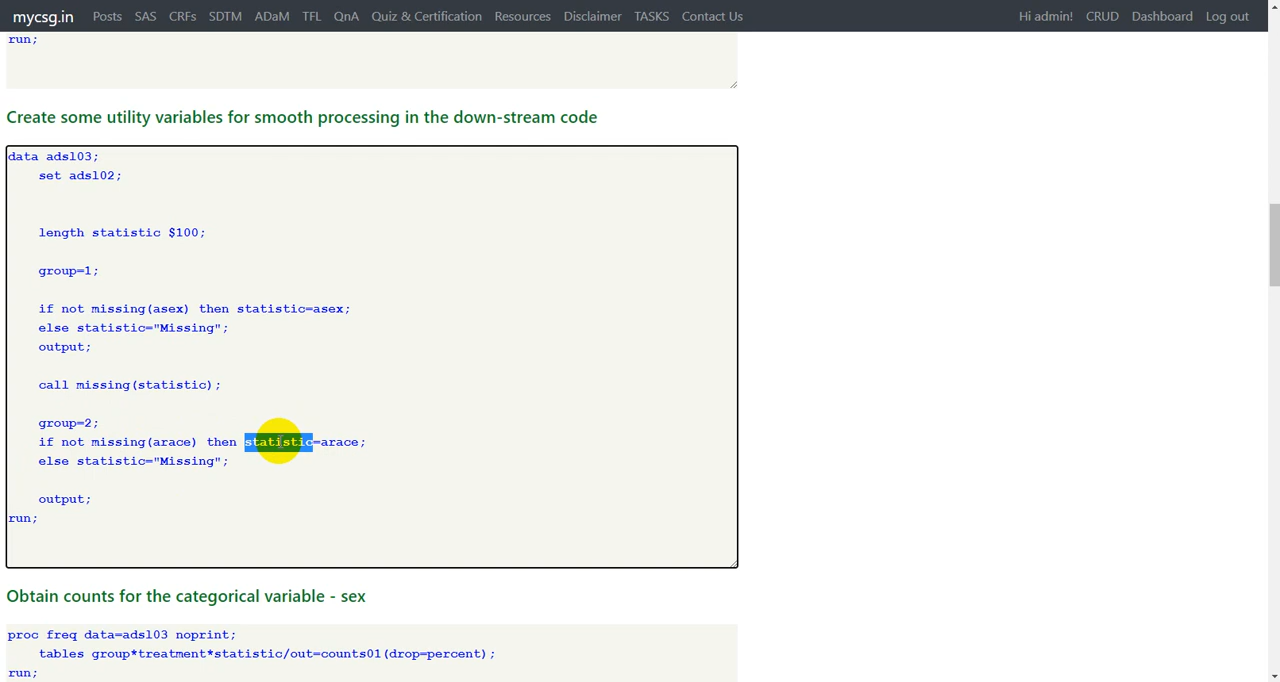 mycsg.in Posts SAS CRFs SDTM ADaM TFL QnA Quiz & Certification Resources Disclaimer TASKS Contact Us Hi admin! CRUD Dashboard Log out
run;
Create some utility variables for smooth processing in the down-stream code
data adsl03;
set adsl02;
length statistic $100;
group=1;
if not missing(asex) then statistic=asex;
else statistic="Missing";
output;
call missing(statistic);
group=2;
if not missing(arace) then statistic=arace;
else statistic="Missing";
output;
run;
Obtain counts for the categorical variable - sex
proc freq data=adsl03 noprint;
tables group*treatment*statistic/out=counts01(drop=percent);
run;